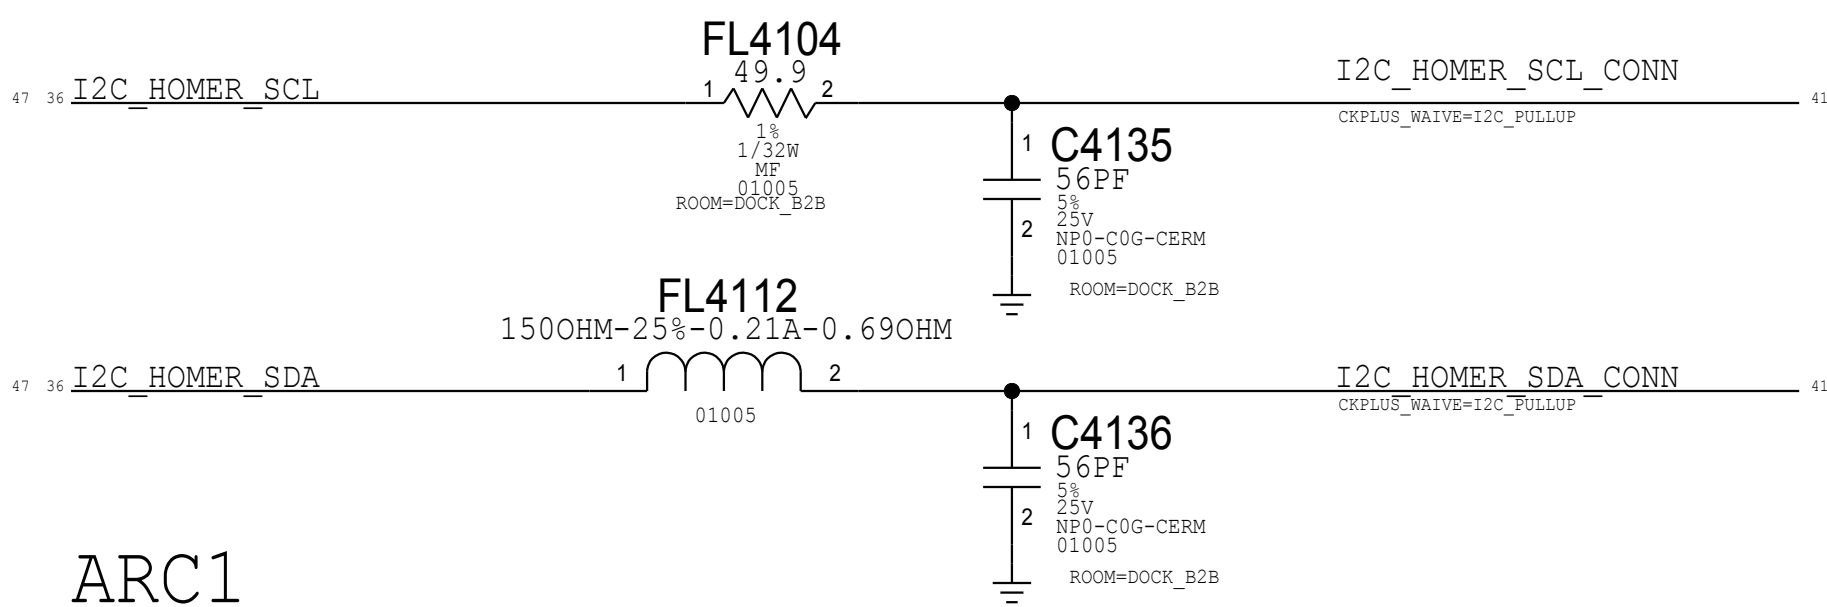 FL4104
49.9
47 36 I2C_HOMER_SCL 1 2
I2C_HOMER_SCL_CONN 41
CKPLUS_WAIVE=I2C_PULLUP
1%
1/32W
MF
01005
ROOM=DOCK_B2B
1 C4135
56PF
5%
25V
2
NP0-C0G-CERM
01005
ROOM=DOCK_B2B
FL4112
150OHM-25%-0.21A-0.69OHM
47 36 I2C_HOMER_SDA 1 2
I2C_HOMER_SDA_CONN 41
CKPLUS_WAIVE=I2C_PULLUP
01005
1 C4136
56PF
5%
25V
2
NP0-C0G-CERM
01005
ROOM=DOCK_B2B
ARC1